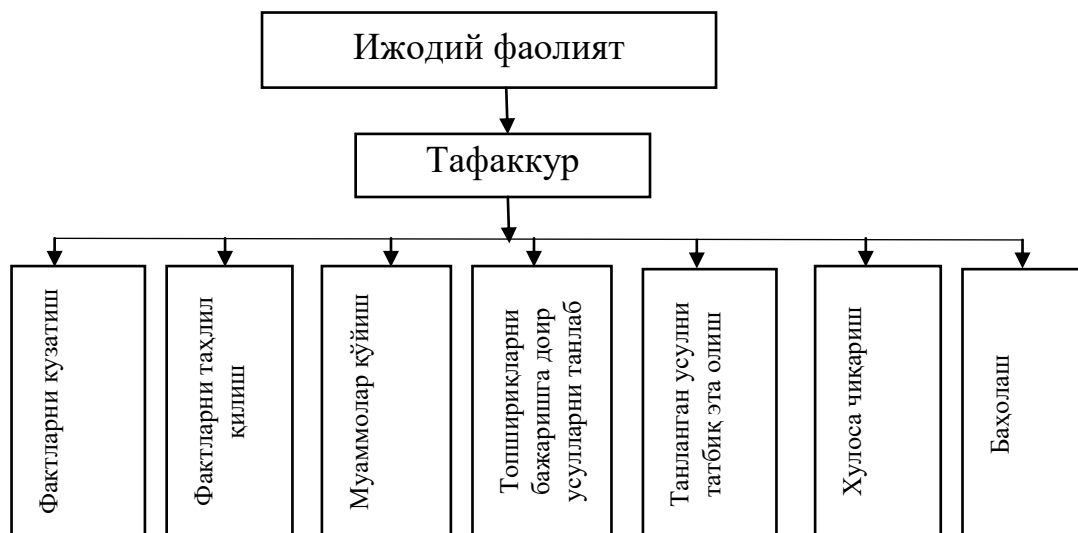 Ижодий фаолият
Тафаккур
Фактларни кузатиш
Фактларни таҳлил
қилиш
Муаммолар қўйиш
Топшириқларни
бажаришга доир
усулларни танлаб
Танланган усулни
татбиқ эта олиш
Хулоса чиқариш
Баҳолаш